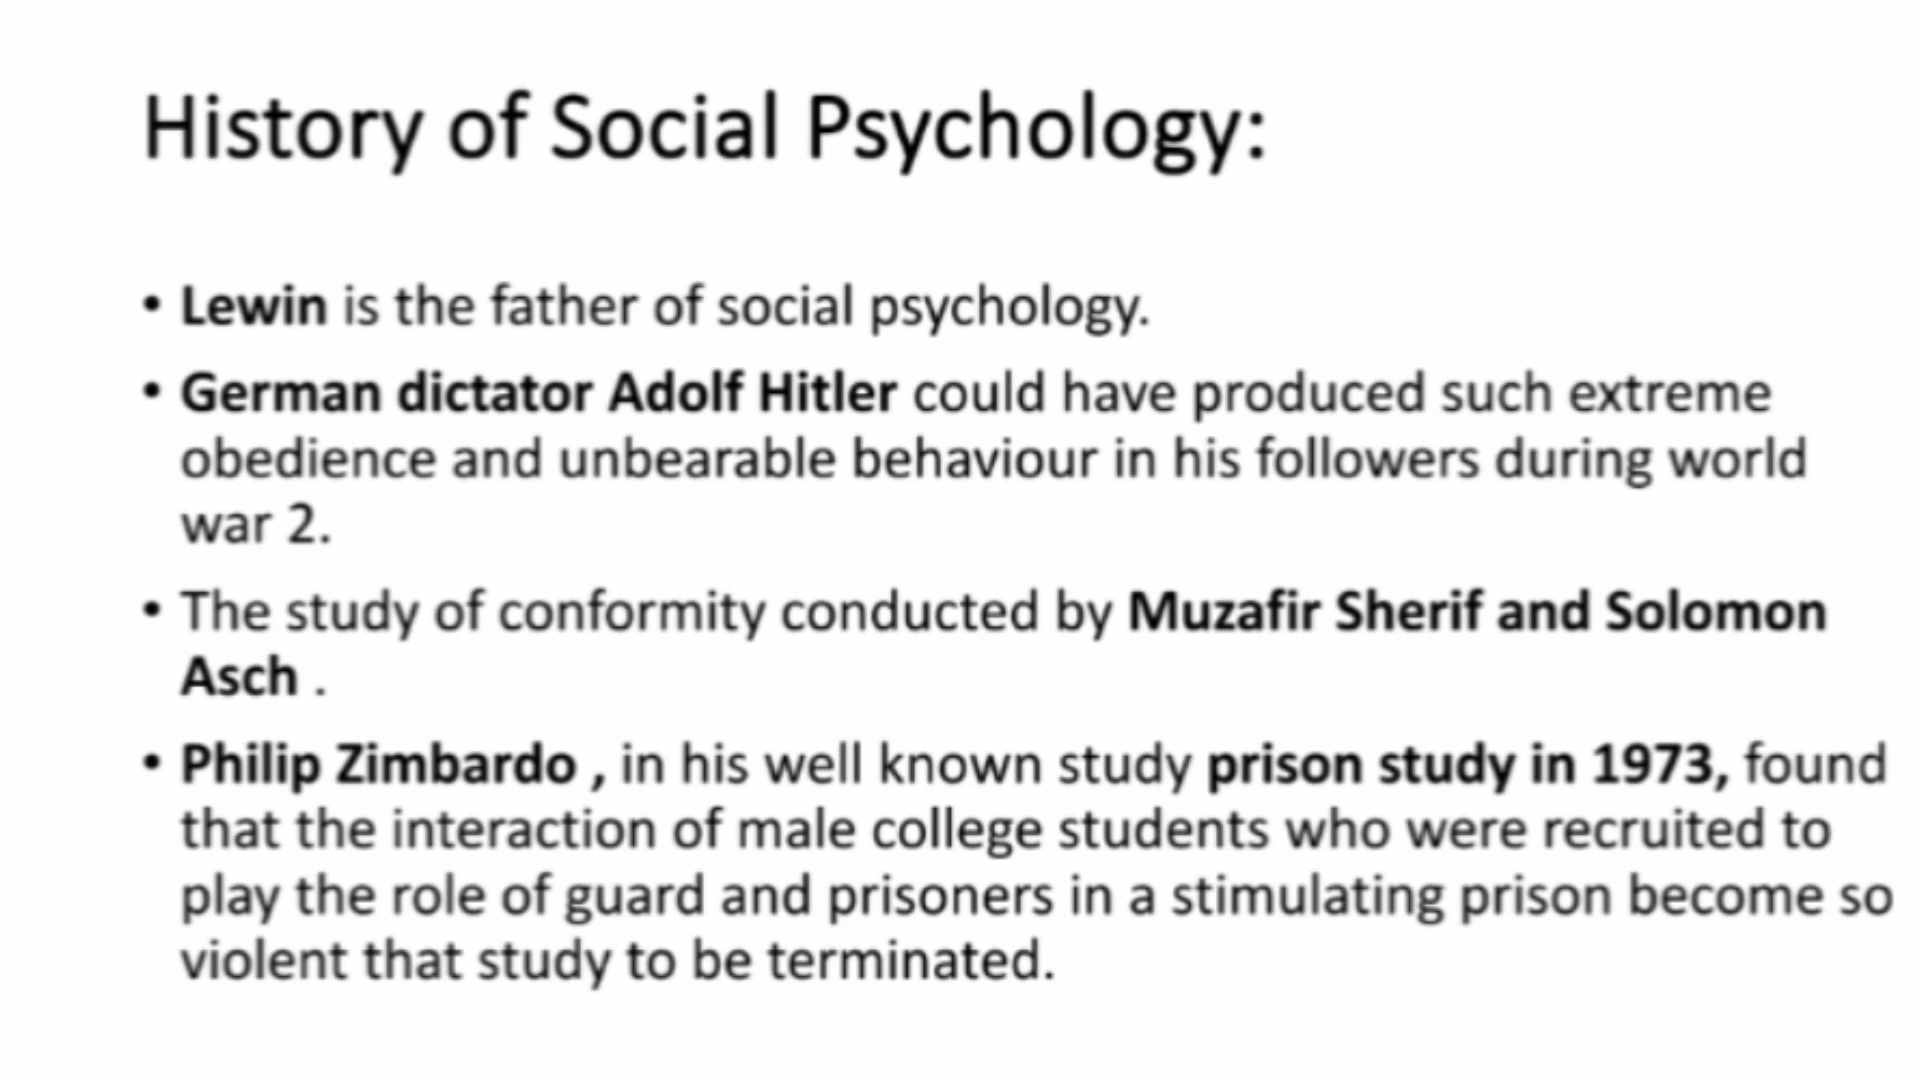 History of Social Psychology:
• Lewin is the father of social psychology.
• German dictator Adolf Hitler could have produced such extreme
obedience and unbearable behaviour in his followers during world
war 2.
• The study of conformity conducted by Muzafir Sherif and Solomon
Asch .
• Philip Zimbardo , in his well known study prison study in 1973, found
that the interaction of male college students who were recruited to
play the role of guard and prisoners in a stimulating prison become so
violent that study to be terminated.